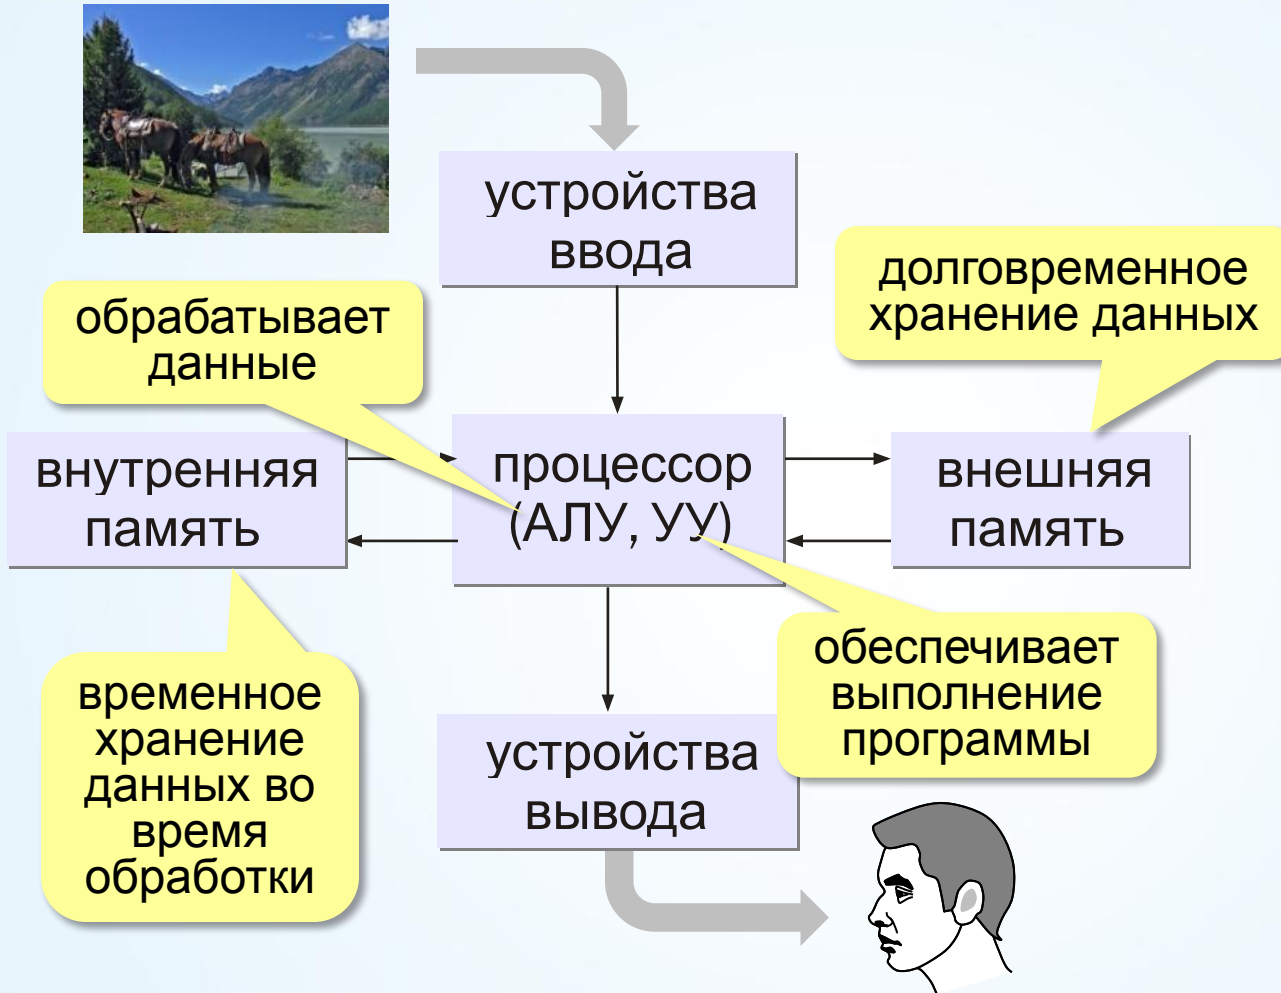 устройства
ввода
долговременное
хранение данных
обрабатывает
данные
внутренняя
память
процессор
(АЛУ, УУ)
внешняя
память
обеспечивает
выполнение
программы
временное
хранение
данных во
время
обработки
устройства
вывода